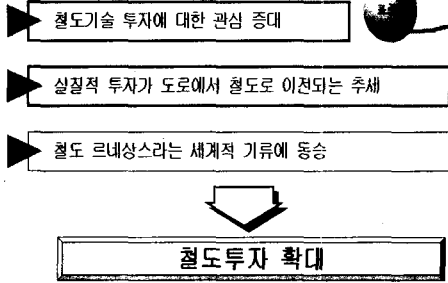 철도기술 투자에 대한 관심 증대
실질적 투자가 도로에서 철도로 이전되는 추세
철도 르네상스라는 세계적 기류에 동승
철도투자 확대